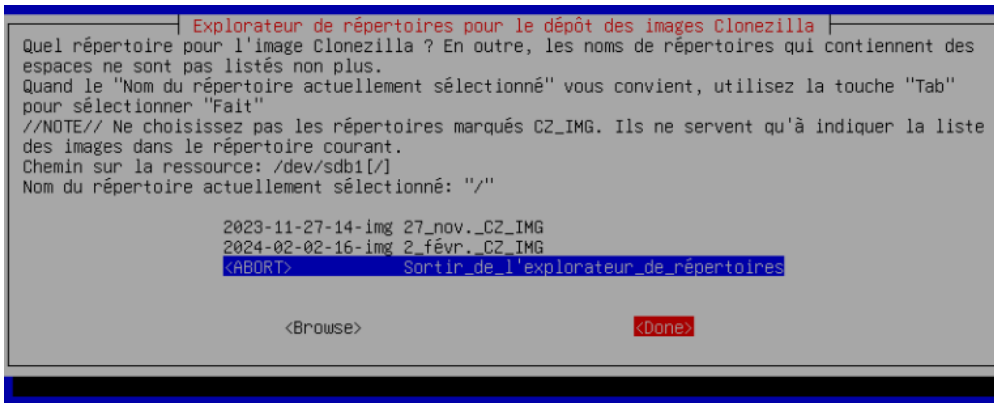 Explorateur de répertoires pour le dépôt des images Clonezilla
Quel répertoire pour l'image Clonezilla ? En outre, les noms de répertoires qui contiennent des
espaces ne sont pas listés non plus.
Quand le "Nom du répertoire actuellement sélectionné" vous convient, utilisez la touche "Tab"
pour sélectionner "Fait"
//NOTE// Ne choisissez pas les répertoires marqués CZ_IMG. Ils ne servent qu'à indiquer la liste
des images dans le répertoire courant.
Chemin sur la ressource: /dev/sdb1[/]
Nom du répertoire actuellement sélectionné: "/"
2023-11-27-14-img 27_nov._CZ_IMG
2024-02-02-16-img 2_févr._CZ_IMG
<ABORT> Sortir_de_l'explorateur_de_répertoires
<Browse> <Done>